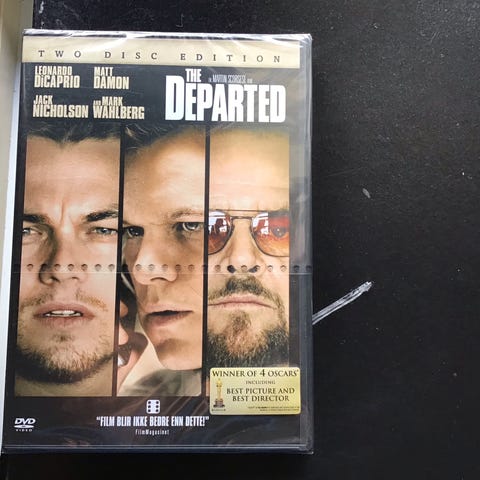 TWO DISC EDITION
LEONARDO DiCAPRIO
MATT DAMON
JACK NICHOLSON
AND MARK WAHLBERG
A MARTIN SCORSESE FILM
THE
DEPARTED
WINNER OF 4 OSCARS®
INCLUDING
BEST PICTURE AND
BEST DIRECTOR
"FILM BLIR IKKE BEDRE ENN DETTE!"
FilmMagasinet
DVD
VIDEO